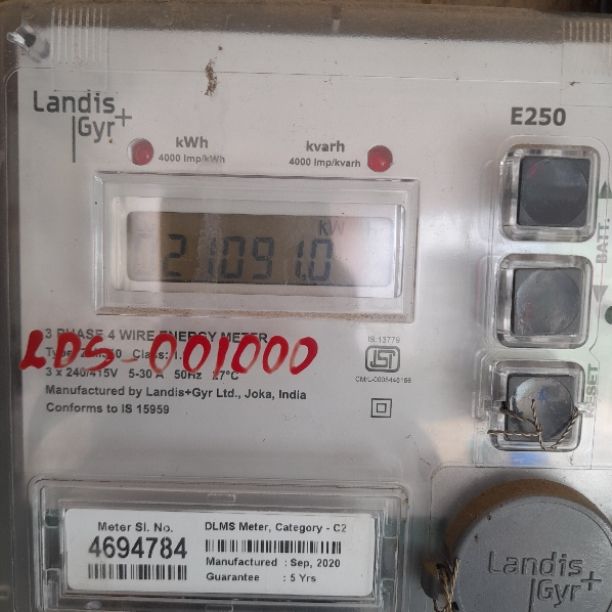 Landis
Gyr+
E250
kWh
4000 Imp/kWh
kvarh
4000 Imp/kvarh
KW H
21091.0
BATT.
3 PHASE 4 WIRE ENERGY METER
LDS-001000
3 x 240/415V 5-30 A 50Hz 27°C
Manufactured by Landis+Gyr Ltd., Joka, India
Conforms to IS 15959
IS 13779
ISI
Meter Sl. No.
4694784
DLMS Meter, Category - C2
Manufactured : Sep, 2020
Guarantee : 5 Yrs
Landis
Gyr+